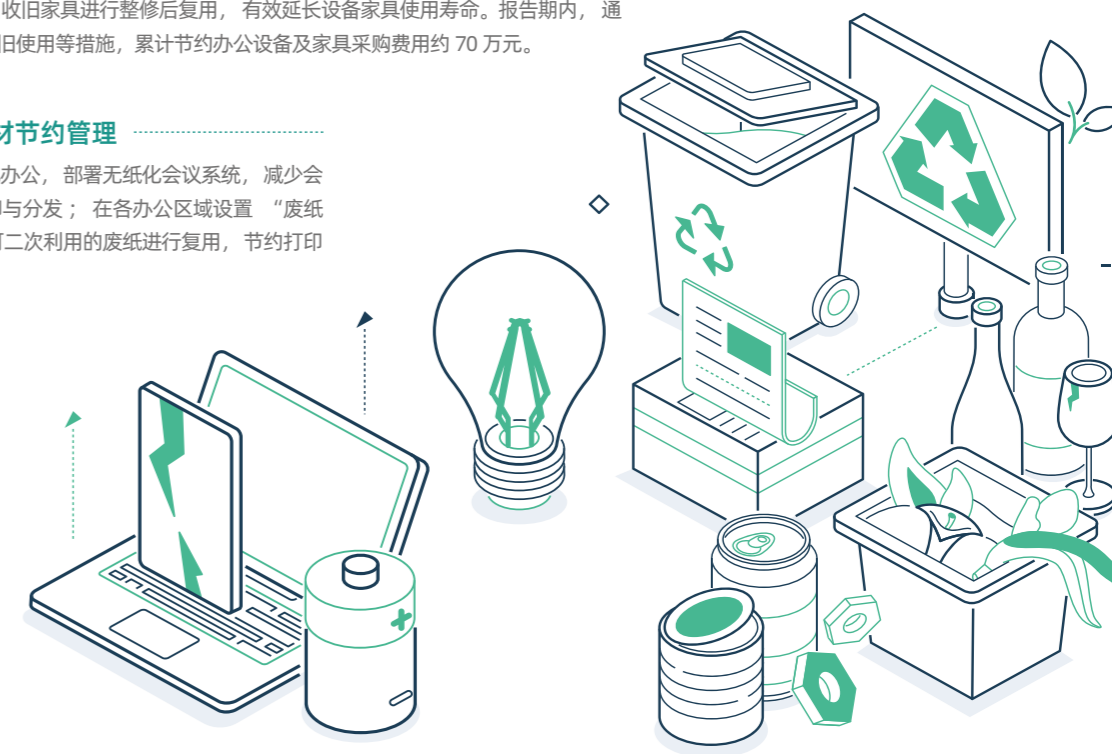 收旧家具进行整修后复用， 有效延长设备家具使用寿命。报告期内， 通
旧使用等措施，累计节约办公设备及家具采购费用约 70 万元。
材节约管理
办公， 部署无纸化会议系统， 减少会
与分发； 在各办公区域设置 “废纸
可二次利用的废纸进行复用， 节约打印